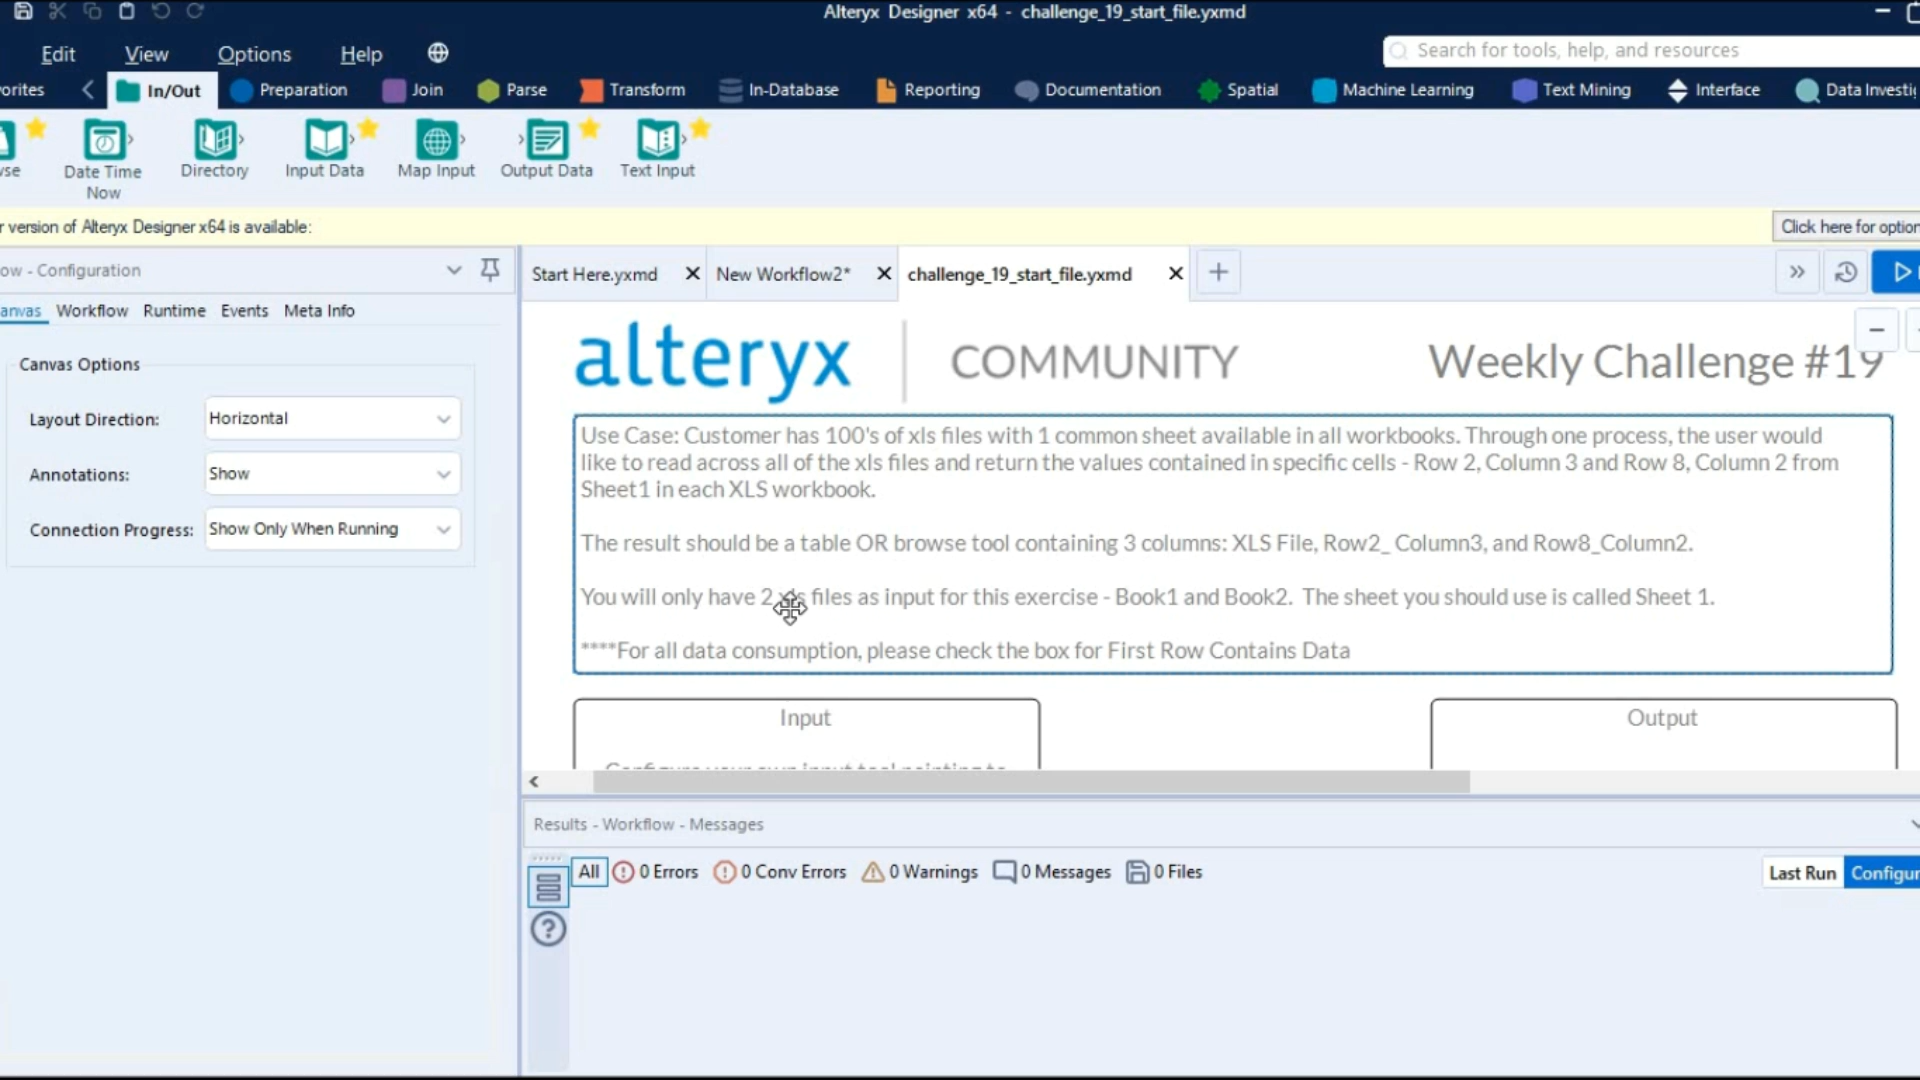 Alteryx Designer x64 - challenge_19_start_file.yxmd
Edit View Options Help
Search for tools, help, and resources
In/Out Preparation Join Parse Transform In-Database Reporting Documentation Spatial Machine Learning Text Mining Interface Data
Date Time Now
Directory
Input Data
Map Input
Output Data
Text Input
version of Alteryx Designer x64 is available:
Click here for
- Configuration
Start Here.yxmd
New Workflow2*
challenge_19_start_file.yxmd
Workflow Runtime Events Meta Info
Canvas Options
Layout Direction: Horizontal
Annotations: Show
Connection Progress: Show Only When Running
alteryx
COMMUNITY
Weekly Challenge #19
Use Case: Customer has 100's of xls files with 1 common sheet available in all workbooks. Through one process, the user would
like to read across all of the xls files and return the values contained in specific cells - Row 2, Column 3 and Row 8, Column 2 from
Sheet1 in each XLS workbook.
The result should be a table OR browse tool containing 3 columns: XLS File, Row2_ Column3, and Row8_Column2.
You will only have 2 xls files as input for this exercise - Book1 and Book2. The sheet you should use is called Sheet 1.
****For all data consumption, please check the box for First Row Contains Data
Input
Output
Results - Workflow - Messages
All 0 Errors 0 Conv Errors 0 Warnings 0 Messages 0 Files
Last Run